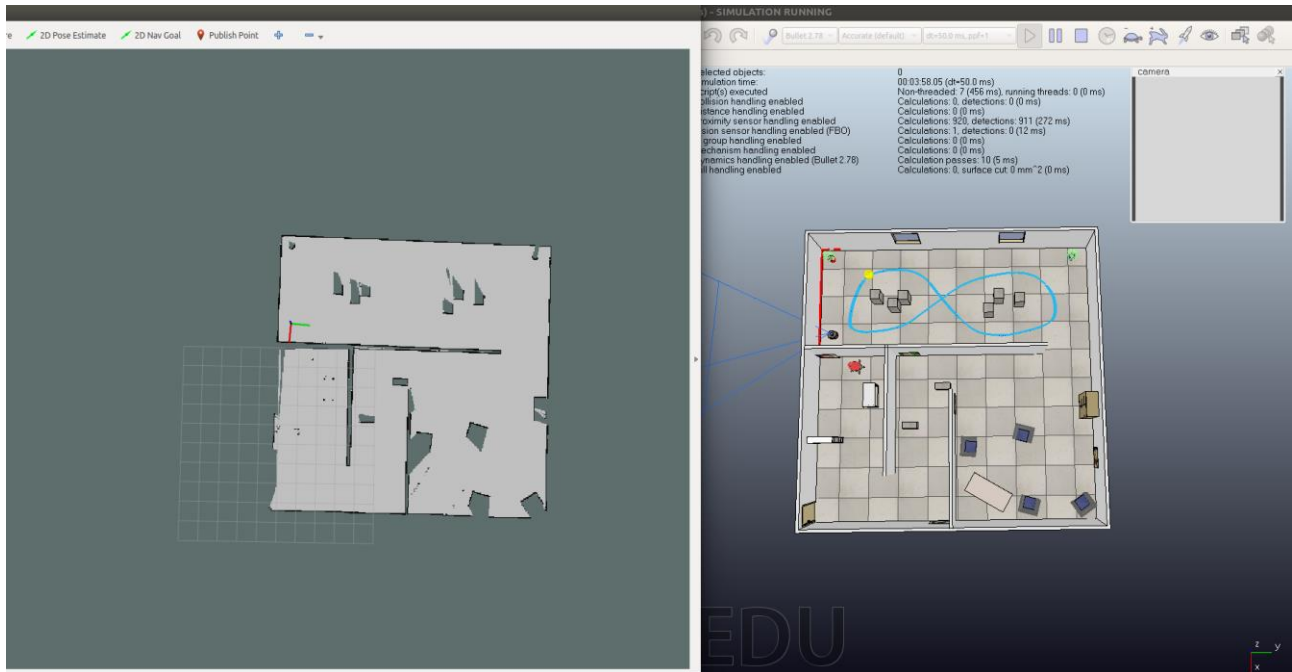 s) - SIMULATION RUNNING
re 2D Pose Estimate 2D Nav Goal Publish Point
Bullet 2.78 Accurate (default) dt=50.0 ms, ppf=1
elected objects: 0
imulation time: 00:03:58.05 (dt=50.0 ms)
cript(s) executed Non-threaded: 7 (456 ms), running threads: 0 (0 ms)
ollision handling enabled Calculations: 0, detections: 0 (0 ms)
istance handling enabled Calculations: 0 (0 ms)
roximity sensor handling enabled Calculations: 920, detections: 911 (272 ms)
ision sensor handling enabled (FBO) Calculations: 1, detections: 0 (12 ms)
group handling enabled Calculations: 0 (0 ms)
echanism handling enabled Calculations: 0 (0 ms)
ynamics handling enabled (Bullet 2.78) Calculation passes: 10 (5 ms)
ill handling enabled Calculations: 0, surface cut: 0 mm^2 (0 ms)
camera x
EDU
z y
x